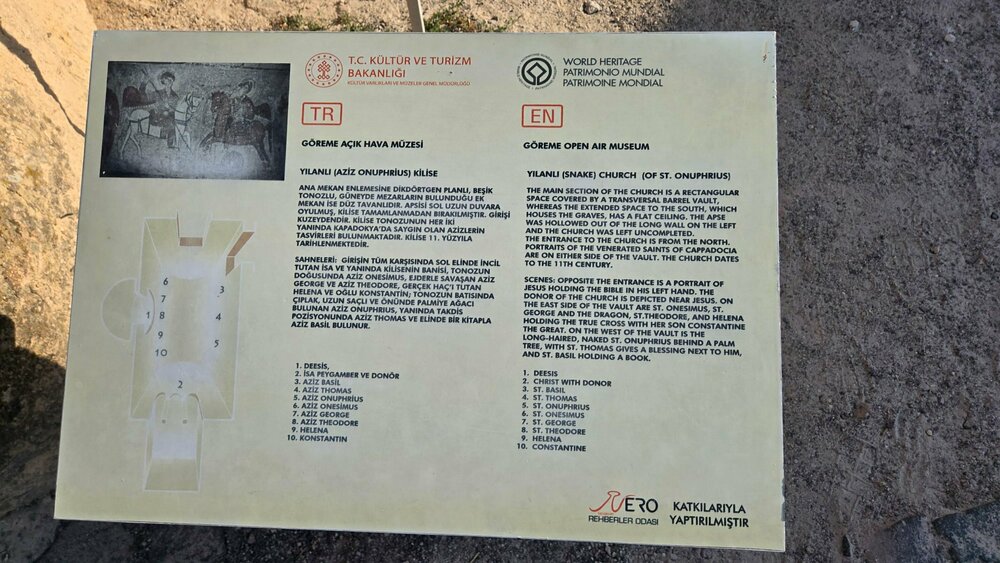 T.C. KÜLTÜR VE TURİZM
BAKANLIĞI
KÜLTÜR VARLIKLARI VE MÜZELER GENEL MÜDÜRLÜĞÜ
TR
GÖREME AÇIK HAVA MÜZESİ
YILANLI (AZİZ ONUPHRIUS) KİLİSE
ANA MEKAN ENLEMESİNE DİKDÖRTGEN PLANLI, BEŞİK
TONOZLU, GÜNEYDE MEZARLARIN BULUNDUĞU EK
MEKAN İSE DÜZ TAVANLIDIR. APSİSİ SOL UZUN DUVARA
OYULMUŞ, KİLİSE TAMAMLANMADAN BIRAKILMIŞTIR. GİRİŞİ
KUZEYDENDİR. KİLİSE TONOZUNUN HER İKİ
YANINDA KAPADOKYA'DA SAYGIN OLAN AZİZLERİN
TASVİRLERİ BULUNMAKTADIR. KİLİSE 11. YÜZYILA
TARİHLENMEKTEDİR.
SAHNELERİ: GİRİŞİN TÜM KARŞISINDA SOL ELİNDE İNCİL
TUTAN İSA VE YANINDA KİLİSENİN BANİSİ, TONOZUN
DOĞUSUNDA AZİZ ONESIMUS, EJDERLE SAVAŞAN AZİZ
GEORGE VE AZİZ THEODORE, GERÇEK HAÇ'I TUTAN
HELENA VE OĞLU KONSTANTİN; TONOZUN BATISINDA
ÇIPLAK, UZUN SAÇLI VE ÖNÜNDE PALMİYE AĞACI
BULUNAN AZİZ ONUPHRIUS, YANINDA TAKDİS
POZİSYONUNDA AZİZ THOMAS VE ELİNDE BİR KİTAPLA
AZİZ BASIL BULUNUR.
1. DEESİS,
2. İSA PEYGAMBER VE DONÖR
3. AZİZ BASIL
4. AZİZ THOMAS
5. AZİZ ONUPHRIUS
6. AZİZ ONESIMUS
7. AZİZ GEORGE
8. AZİZ THEODORE
9. HELENA
10. KONSTANTIN
WORLD HERITAGE
PATRIMONIO MUNDIAL
PATRIMOINE MONDIAL
EN
GÖREME OPEN AIR MUSEUM
YILANLI (SNAKE) CHURCH (OF ST. ONUPHRIUS)
THE MAIN SECTION OF THE CHURCH IS A RECTANGULAR
SPACE COVERED BY A TRANSVERSAL BARREL VAULT,
WHEREAS THE EXTENDED SPACE TO THE SOUTH, WHICH
HOUSES THE GRAVES, HAS A FLAT CEILING. THE APSE
WAS HOLLOWED OUT OF THE LONG WALL ON THE LEFT
AND THE CHURCH WAS LEFT UNCOMPLETED.
THE ENTRANCE TO THE CHURCH IS FROM THE NORTH.
PORTRAITS OF THE VENERATED SAINTS OF CAPPADOCIA
ARE ON EITHER SIDE OF THE VAULT. THE CHURCH DATES
TO THE 11TH CENTURY.
SCENES: OPPOSITE THE ENTRANCE IS A PORTRAIT OF
JESUS HOLDING THE BIBLE IN HIS LEFT HAND. THE
DONOR OF THE CHURCH IS DEPICTED NEAR JESUS. ON
THE EAST SIDE OF THE VAULT ARE ST. ONESIMUS, ST.
GEORGE AND THE DRAGON, ST.THEODORE, AND HELENA
HOLDING THE TRUE CROSS WITH HER SON CONSTANTINE
THE GREAT. ON THE WEST OF THE VAULT IS THE
LONG-HAIRED, NAKED ST. ONUPHRIUS BEHIND A PALM
TREE, WITH ST. THOMAS GIVES A BLESSING NEXT TO HIM,
AND ST. BASIL HOLDING A BOOK.
1. DEESIS
2. CHRIST WITH DONOR
3. ST. BASIL
4. ST. THOMAS
5. ST. ONUPHRIUS
6. ST. ONESIMUS
7. ST. GEORGE
8. ST. THEODORE
9. HELENA
10. CONSTANTINE
6
3
7
1
8
4
9
5
10
2
NERO
REHBERLER ODASI
KATKILARIYLA
YAPTIRILMIŞTIR